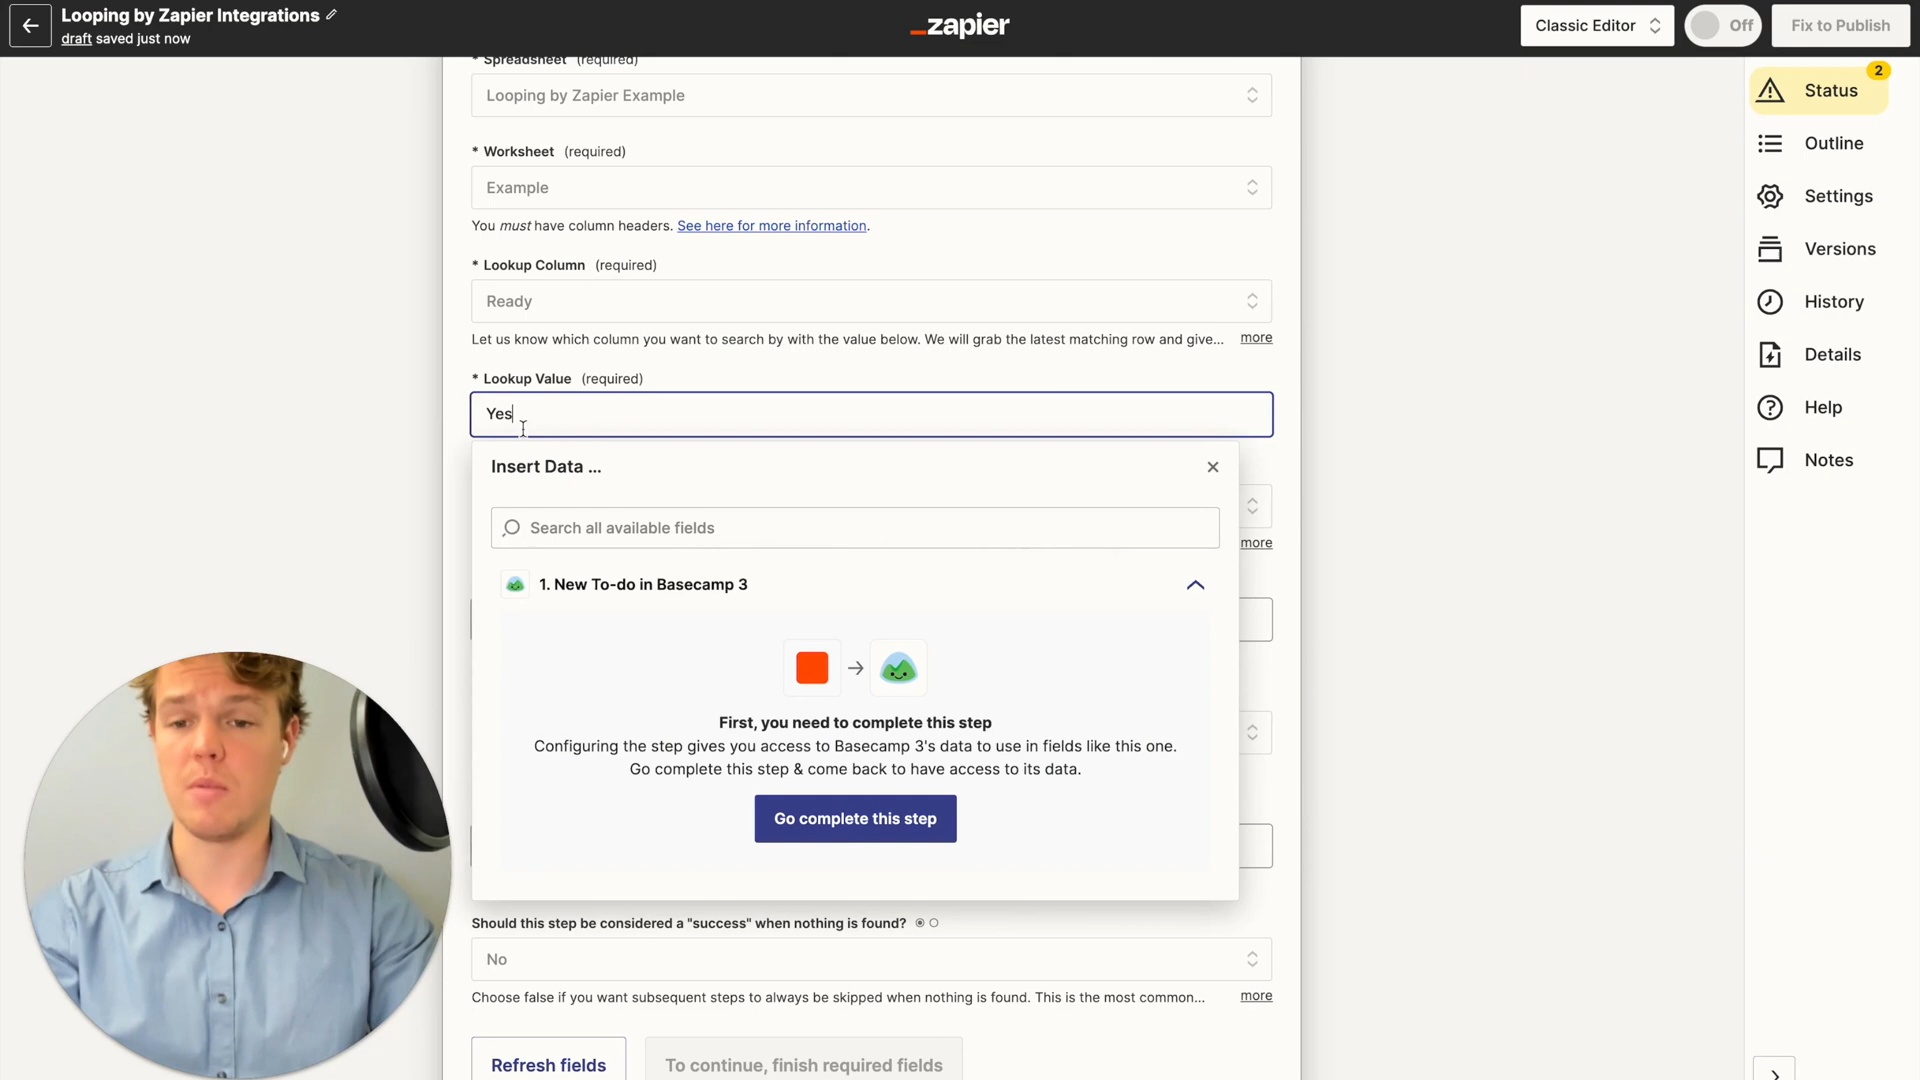 Looping by Zapier Integrations
draft saved just now
zapier
Classic Editor
Off
Fix to Publish
* Spreadsheet (required)
Looping by Zapier Example
* Worksheet (required)
Example
You must have column headers. See here for more information.
* Lookup Column (required)
Ready
Let us know which column you want to search by with the value below. We will grab the latest matching row and give... more
* Lookup Value (required)
Yes
Insert Data ...
Search all available fields
more
1. New To-do in Basecamp 3
First, you need to complete this step
Configuring the step gives you access to Basecamp 3's data to use in fields like this one.
Go complete this step & come back to have access to its data.
Go complete this step
Should this step be considered a "success" when nothing is found?
No
Choose false if you want subsequent steps to always be skipped when nothing is found. This is the most common... more
Refresh fields
To continue, finish required fields
2
Status
Outline
Settings
Versions
History
Details
Help
Notes